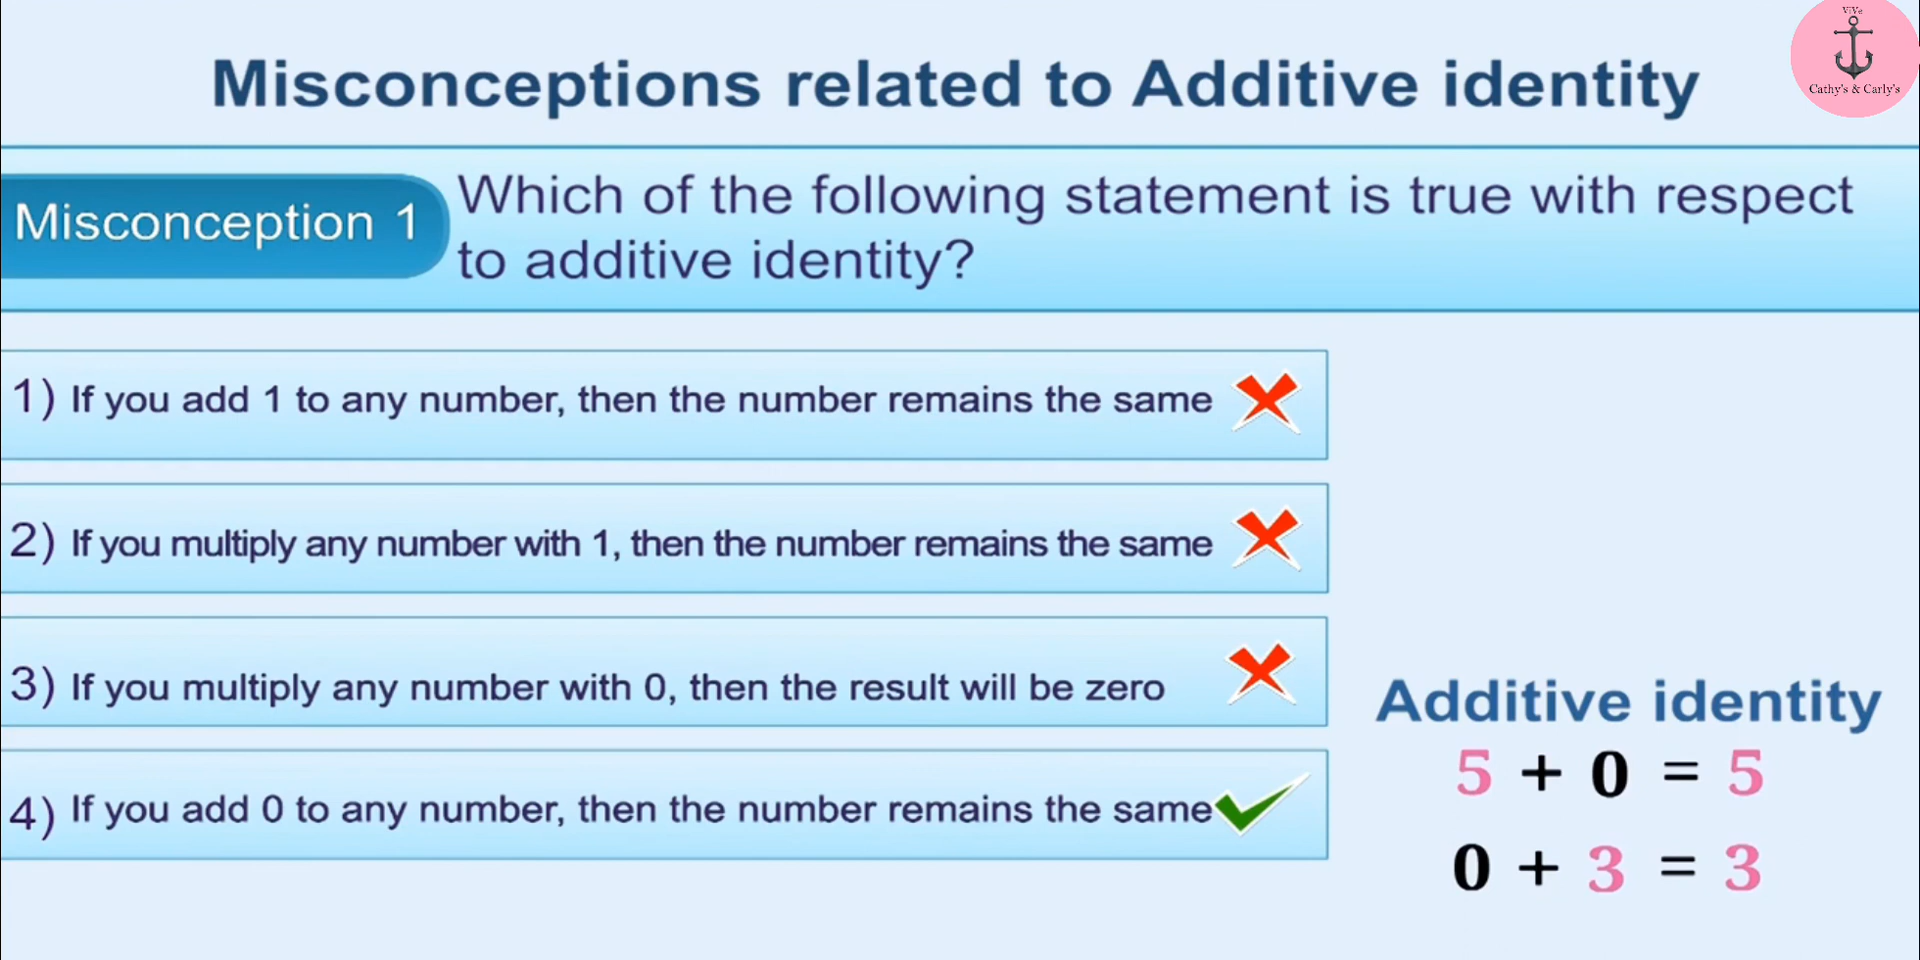 ViVe
Cathy's & Carly's
Misconceptions related to Additive identity
Misconception 1
Which of the following statement is true with respect
to additive identity?
1) If you add 1 to any number, then the number remains the same
2) If you multiply any number with 1, then the number remains the same
3) If you multiply any number with 0, then the result will be zero
4) If you add 0 to any number, then the number remains the same
Additive identity
5 + 0 = 5
0 + 3 = 3